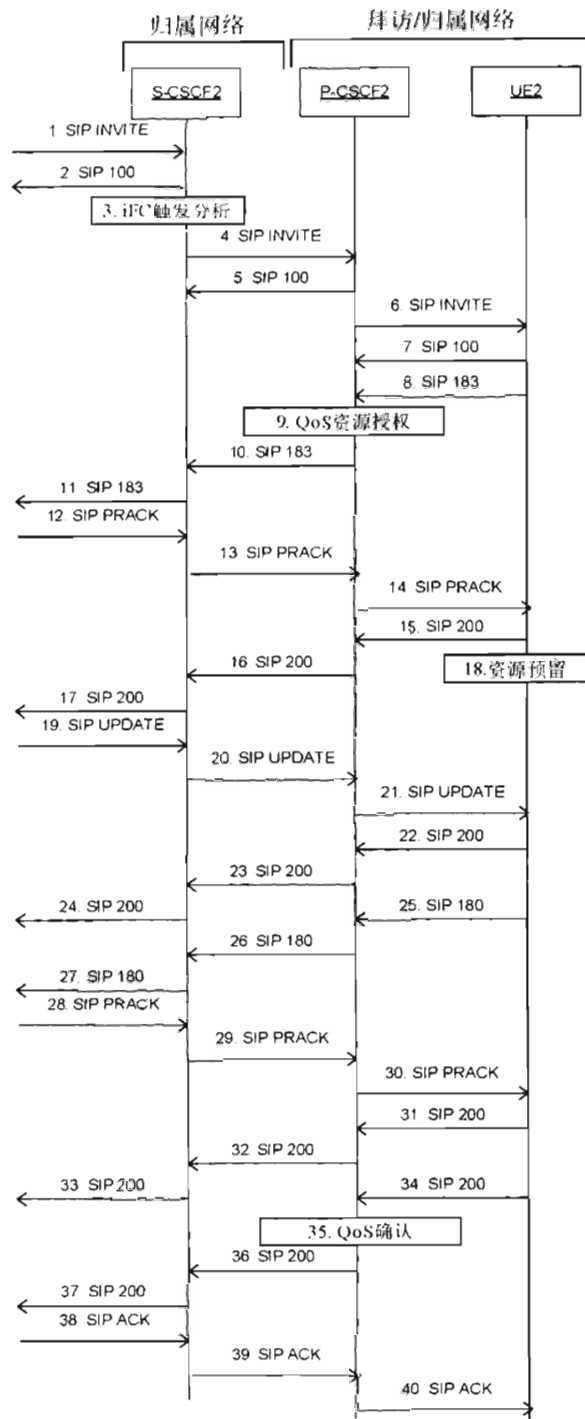 归属网络
拜访/归属网络
S-CSCF2
P-CSCF2
UE2
1 SIP INVITE
2 SIP 100
3. iFC触发分析
4 SIP INVITE
5 SIP 100
6. SIP INVITE
7 SIP 100
8. SIP 183
9. QoS资源授权
10. SIP 183
11 SIP 183
12. SIP PRACK
13 SIP PRACK
14 SIP PRACK
15. SIP 200
16 SIP 200
18.资源预留
17 SIP 200
19. SIP UPDATE
20. SIP UPDATE
21. SIP UPDATE
22. SIP 200
23 SIP 200
24. SIP 200
25. SIP 180
26 SIP 180
27. SIP 180
28. SIP PRACK
29. SIP PRACK
30. SIP PRACK
31 SIP 200
32 SIP 200
33 SIP 200
34 SIP 200
35. QoS确认
36 SIP 200
37 SIP 200
38 SIP ACK
39 SIP ACK
40 SIP ACK